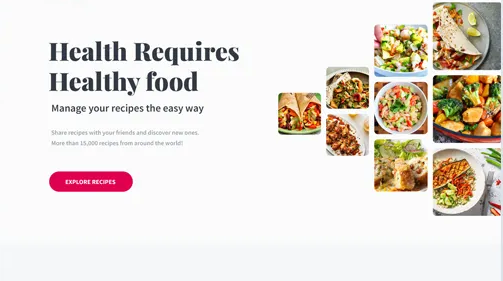 Health Requires
Healthy food
Manage your recipes the easy way
Share recipes with your friends and discover new ones.
More than 15,000 recipes from around the world!
EXPLORE RECIPES